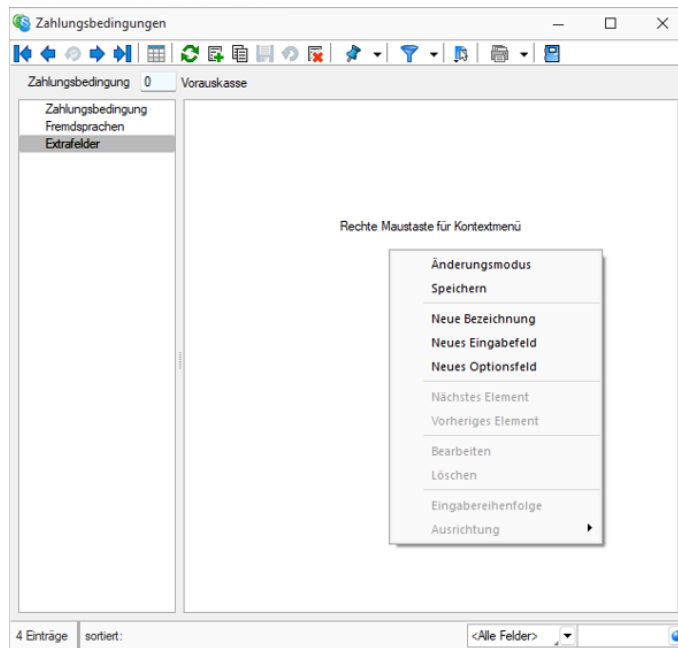 Zahlungsbedingungen
Zahlungsbedingung 0 Vorauskasse
Zahlungsbedingung
Fremdsprachen
Extrafelder
Rechte Maustaste für Kontextmenü
Änderungsmodus
Speichern
Neue Bezeichnung
Neues Eingabefeld
Neues Optionsfeld
Nächstes Element
Vorheriges Element
Bearbeiten
Löschen
Eingabereihenfolge
Ausrichtung
4 Einträge sortiert: <Alle Felder>